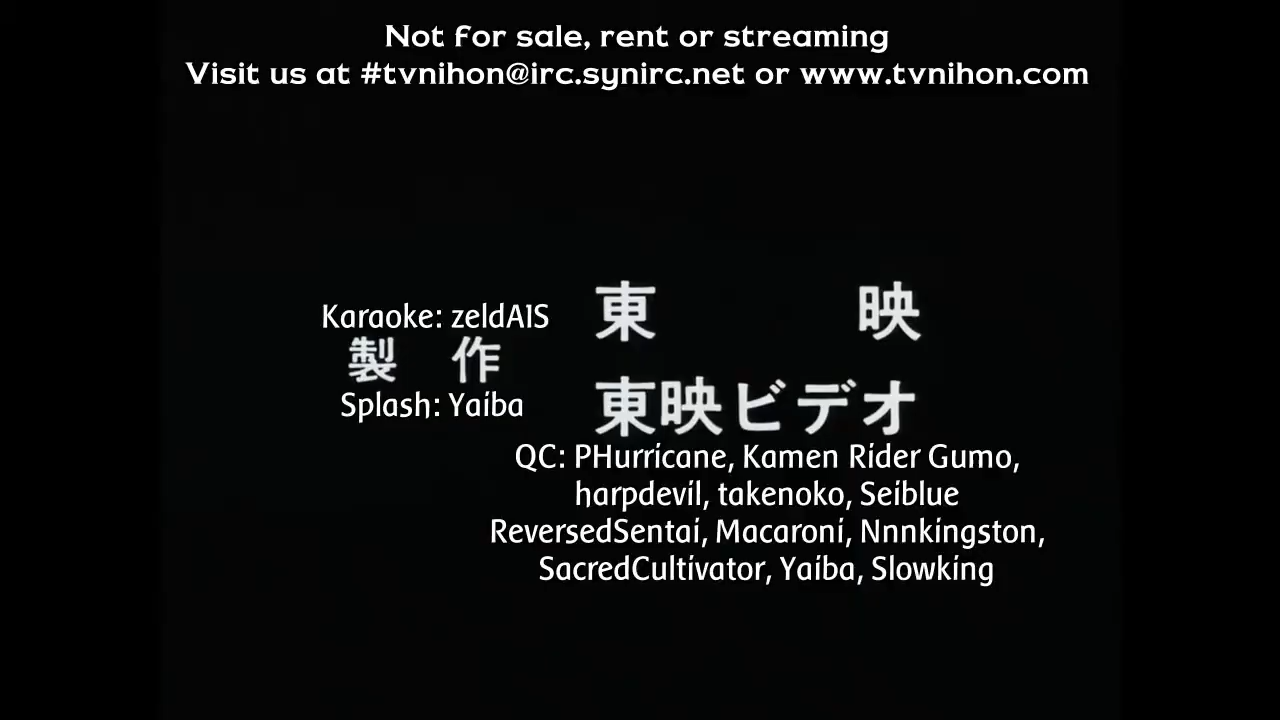 Not for sale, rent or streaming
Visit us at #tvnihon@irc.synirc.net or www.tvnihon.com
Karaoke: zeldAIS
東 映
製 作
Splash: Yaiba
東映ビデオ
QC: PHurricane, Kamen Rider Gumo,
harpdevil, takenoko, Seiblue
ReversedSentai, Macaroni, Nnnkingston,
SacredCultivator, Yaiba, Slowking